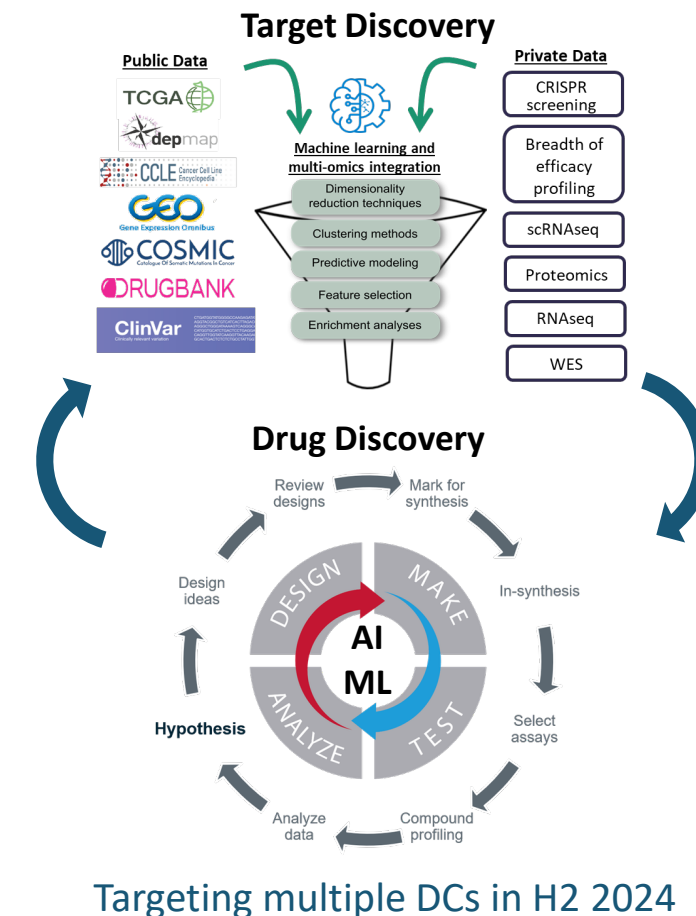 Target Discovery
Public Data
TCGA
depmap
CCLE Cancer Cell Line
Encyclopedia
GEO
Gene Expression Omnibus
COSMIC
Catalogue Of Somatic Mutations In Cancer
DRUGBANK
ClinVar
Clinically relevant variation
Machine learning and
multi-omics integration
Dimensionality
reduction techniques
Clustering methods
Predictive modeling
Feature selection
Enrichment analyses
Private Data
CRISPR
screening
Breadth of
efficacy
profiling
scRNAseq
Proteomics
RNAseq
WES
Drug Discovery
Review
designs
Mark for
synthesis
In-synthesis
Select
assays
Compound
profiling
Analyze
data
Hypothesis
Design
ideas
DESIGN
MAKE
TEST
ANALYZE
AI
ML
Targeting multiple DCs in H2 2024